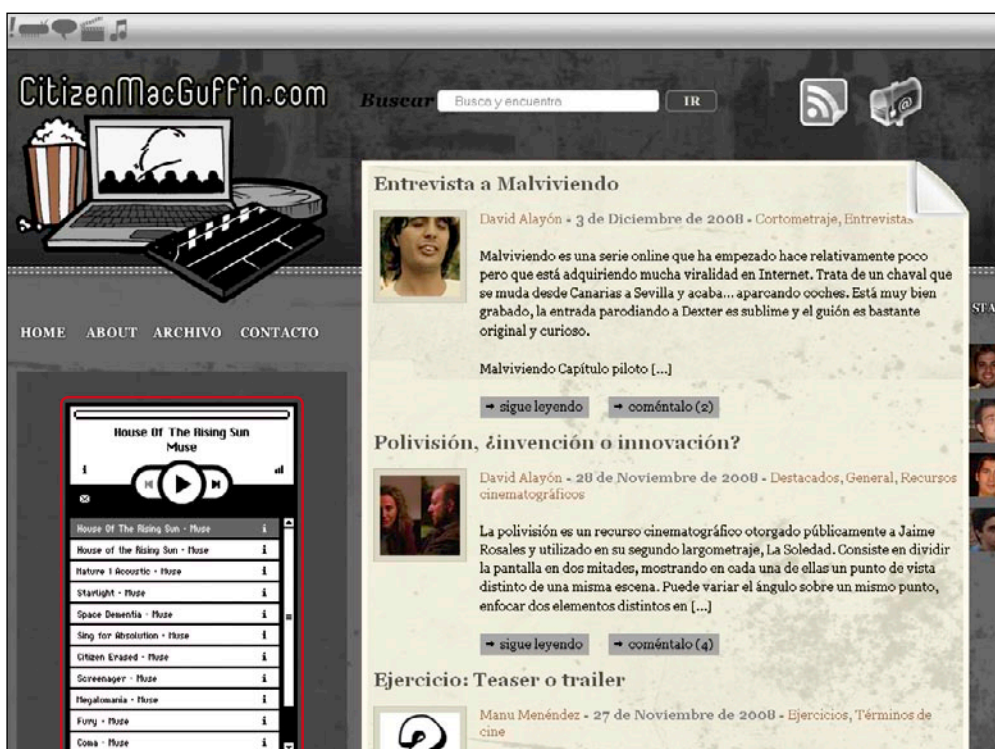 CitizenMacGuffin.com
Buscar
Busca y encuentra
IR
HOME ABOUT ARCHIVO CONTACTO
House Of The Rising Sun
Muse
House Of The Rising Sun - Muse
House of the Rising Sun - Muse
Nature 1 Acoustic - Muse
Starlight - Muse
Space Dementia - Muse
Sing for Absolution - Muse
Citizen Erased - Muse
Screenager - Muse
Megalomania - Muse
Fury - Muse
Coma - Muse
Entrevista a Malviviendo
David Alayón - 3 de Diciembre de 2008 - Cortometraje, Entrevistas
Malviviendo es una serie online que ha empezado hace relativamente poco
pero que está adquiriendo mucha viralidad en Internet. Trata de un chaval que
se muda desde Canarias a Sevilla y acaba... aparcando coches. Está muy bien
grabado, la entrada parodiando a Dexter es sublime y el guión es bastante
original y curioso.
Malviviendo Capítulo piloto [...]
→ sigue leyendo → coméntalo (2)
Polivisión, ¿invención o innovación?
David Alayón - 28 de Noviembre de 2008 - Destacados, General, Recursos
cinematográficos
La polivisión es un recurso cinematográfico otorgado públicamente a Jaime
Rosales y utilizado en su segundo largometraje, La Soledad. Consiste en dividir
la pantalla en dos mitades, mostrando en cada una de ellas un punto de vista
distinto de una misma escena. Puede variar el ángulo sobre un mismo punto,
enfocar dos elementos distintos en [...]
→ sigue leyendo → coméntalo (4)
Ejercicio: Teaser o trailer
Manu Menéndez - 27 de Noviembre de 2008 - Ejercicios, Términos de
cine